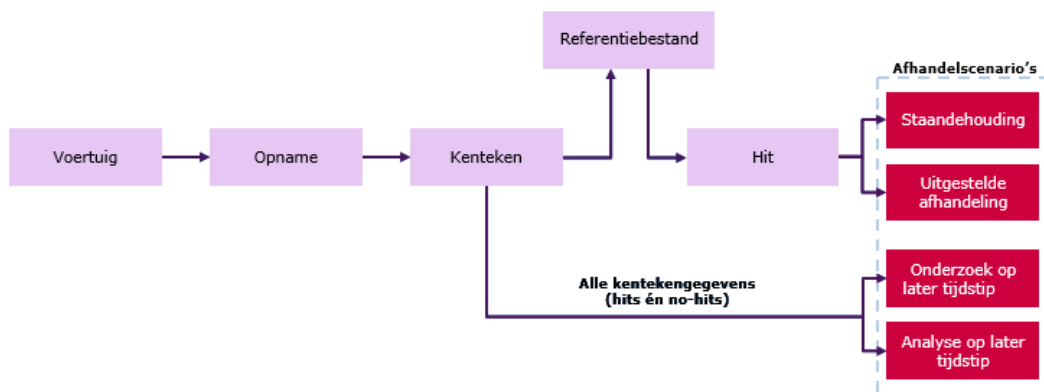 Referentiebestand
Afhandelscenario's
Staandehouding
Voertuig
Opname
Kenteken
Hit
Uitgestelde
afhandeling
Alle kentekengegevens
(hits én no-hits)
Onderzoek op
later tijdstip
Analyse op later
tijdstip